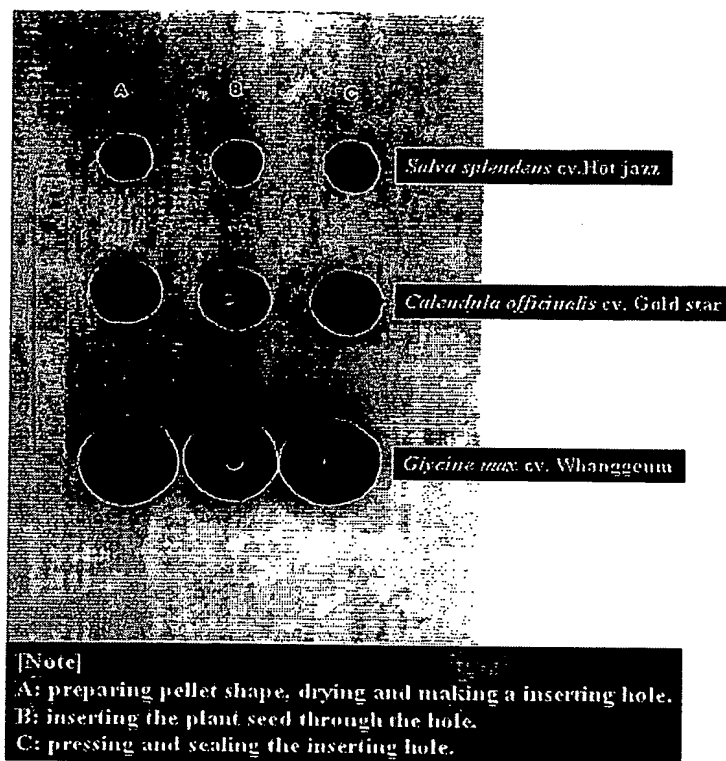 A B C
Salva splendens cv.Hot jazz
Calendula officinalis cv. Gold star
Glycine max cv. Whanggeum
[Note]
A: preparing pellet shape, drying and making a inserting hole.
B: inserting the plant seed through the hole.
C: pressing and sealing the inserting hole.